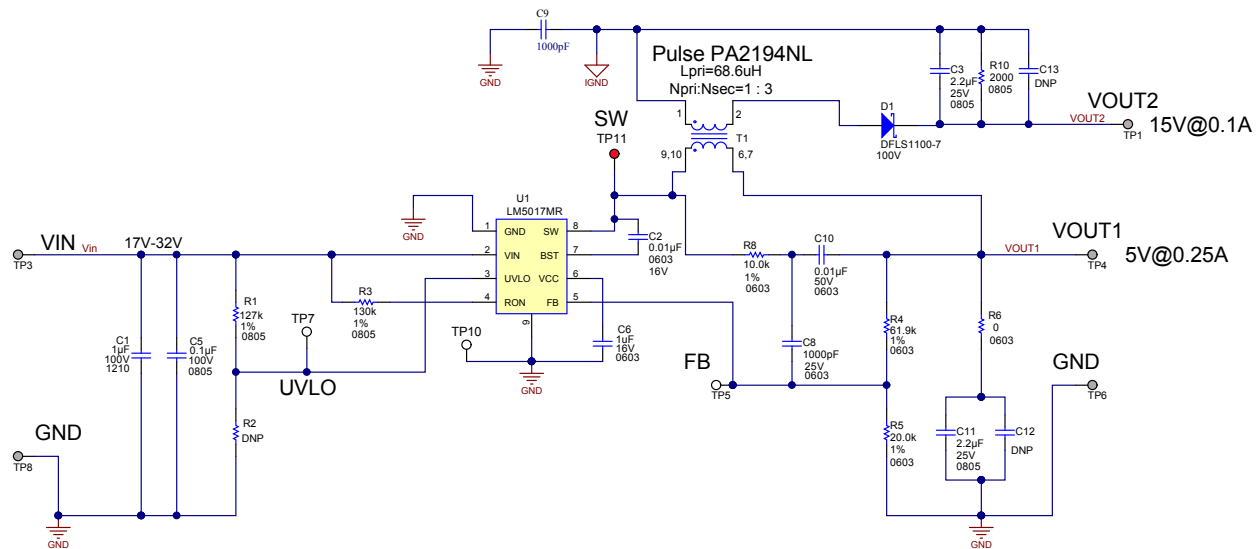 C9
1000pF
GND
IGND
Pulse PA2194NL
Lpri=68.6uH
Npri:Nsec=1 : 3
C3
2.2µF
25V
0805
R10
2000
0805
C13
DNP
VOUT2
VOUT2
TP1
15V@0.1A
D1
DFLS1100-7
100V
1
2
T1
9,10
6,7
SW
TP11
GND
U1
LM5017MR
1
GND
SW
8
2
VIN
BST
7
3
UVLO
VCC
6
4
RON
FB
5
9
C2
0.01µF
0603
16V
VIN
Vin
17V-32V
TP3
R1
127k
1%
0805
R3
130k
1%
0805
TP7
UVLO
TP10
GND
C6
1uF
16V
0603
C1
1µF
100V
1210
C5
0.1µF
100V
0805
R2
DNP
GND
TP8
GND
R8
10.0k
1%
0603
C10
0.01µF
50V
0603
VOUT1
VOUT1
TP4
5V@0.25A
C8
1000pF
25V
0603
R4
61.9k
1%
0603
R6
0
0603
FB
TP5
GND
TP6
R5
20.0k
1%
0603
C11
2.2µF
25V
0805
C12
DNP
GND